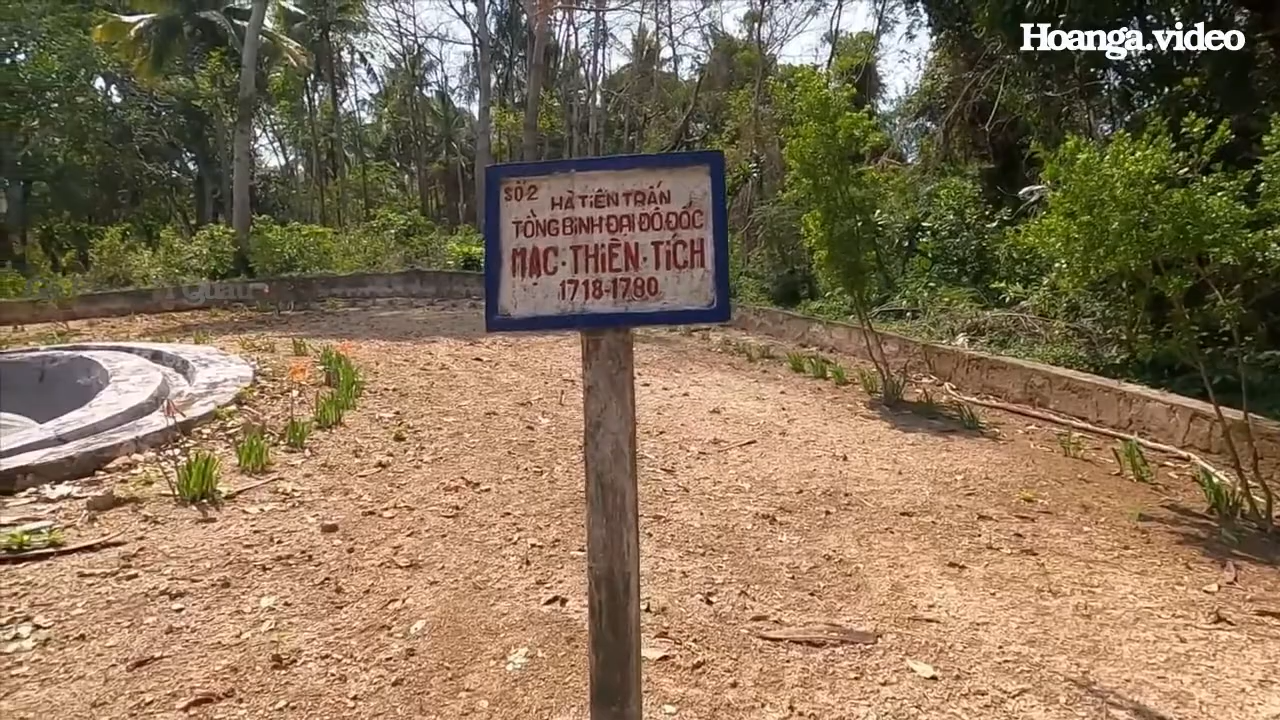 Hoanga.video
SỐ 2
HÀ TIÊN TRẤN
TỔNG BINH ĐẠI ĐÔ ĐỐC
MẠC·THIÊN·TÍCH
1718-1780